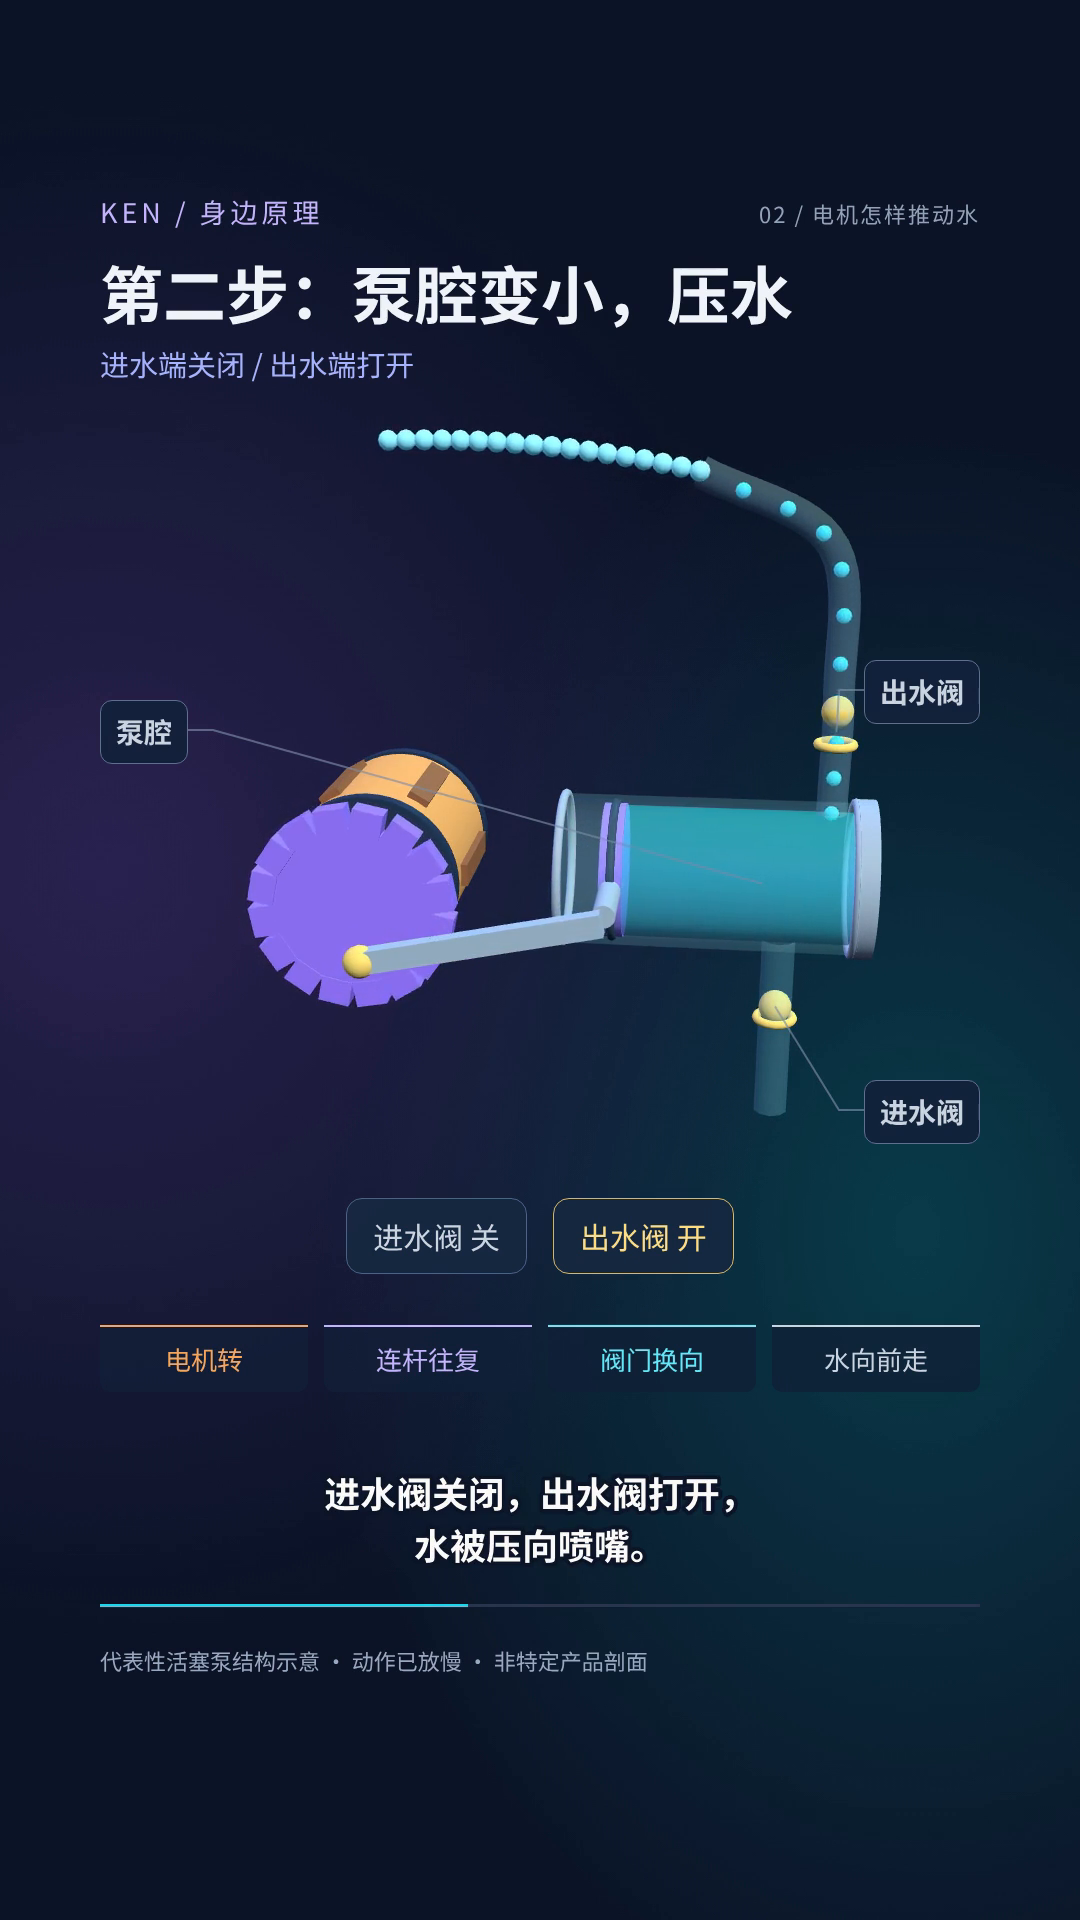 KEN / 身边原理
02 / 电机怎样推动水
第二步：泵腔变小，压水
进水端关闭 / 出水端打开
出水阀
泵腔
进水阀
进水阀 关
出水阀 开
电机转
连杆往复
阀门换向
水向前走
进水阀关闭，出水阀打开，
水被压向喷嘴。
代表性活塞泵结构示意 · 动作已放慢 · 非特定产品剖面